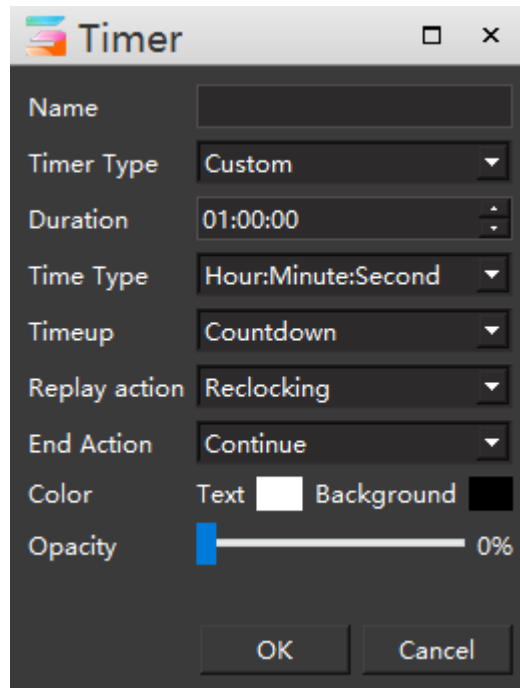 Timer
Name
Timer Type Custom
Duration 01:00:00
Time Type Hour:Minute:Second
Timeup Countdown
Replay action Reclocking
End Action Continue
Color Text Background
Opacity 0%
OK Cancel